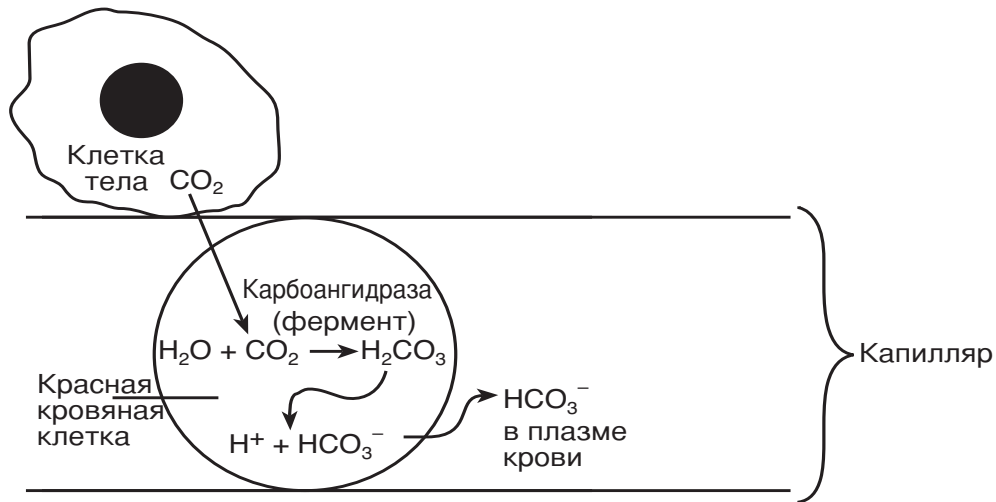 Клетка
тела CO₂
Карбоангидраза
(фермент)
H₂O + CO₂ → H₂CO₃
Капилляр
Красная
кровяная
клетка
H⁺ + HCO₃⁻
HCO₃⁻
в плазме
крови